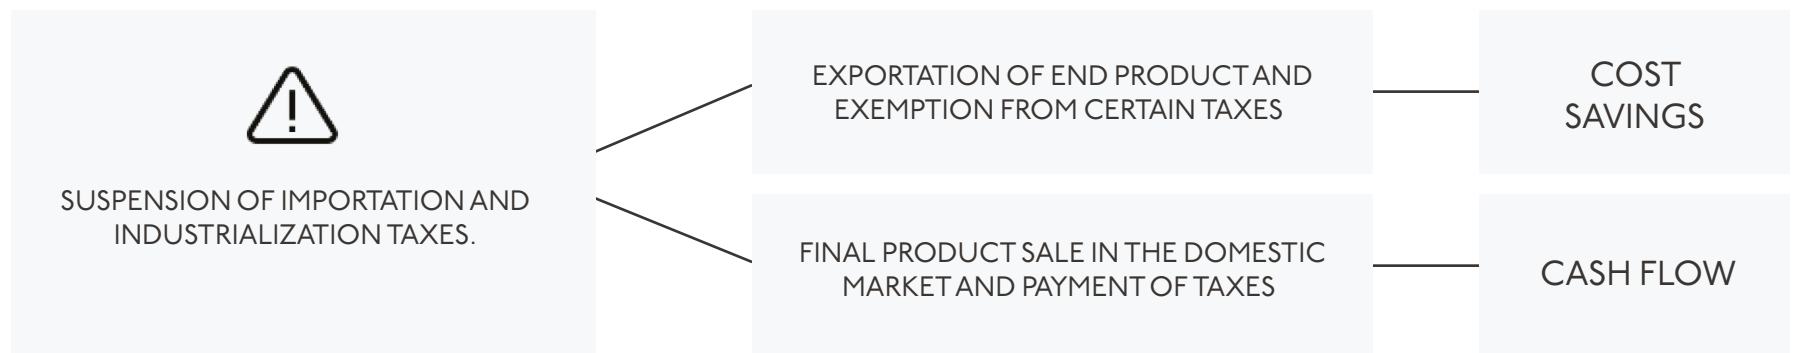 SUSPENSION OF IMPORTATION AND
INDUSTRIALIZATION TAXES.
EXPORTATION OF END PRODUCT AND
EXEMPTION FROM CERTAIN TAXES
COST
SAVINGS
FINAL PRODUCT SALE IN THE DOMESTIC
MARKET AND PAYMENT OF TAXES
CASH FLOW